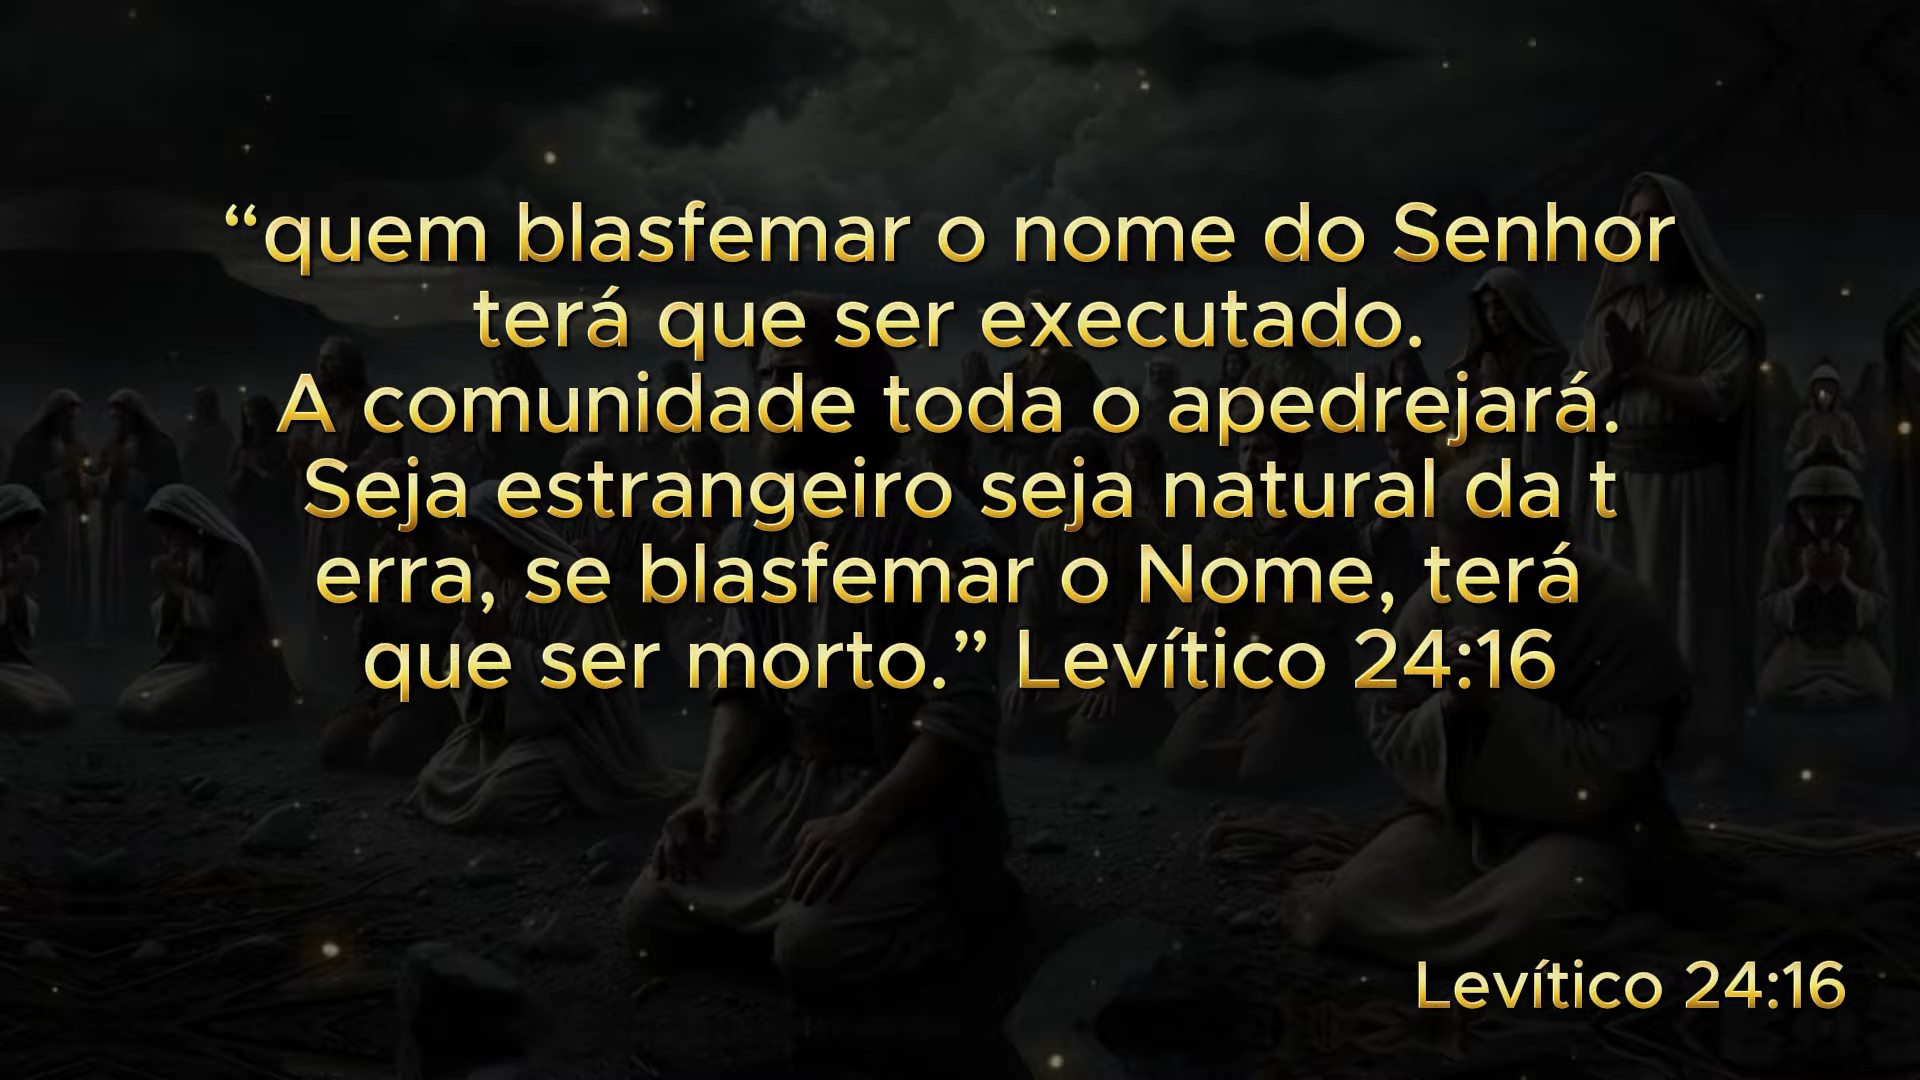 “quem blasfemar o nome do Senhor
terá que ser executado.
A comunidade toda o apedrejará.
Seja estrangeiro seja natural da t
erra, se blasfemar o Nome, terá
que ser morto.” Levítico 24:16
Levítico 24:16